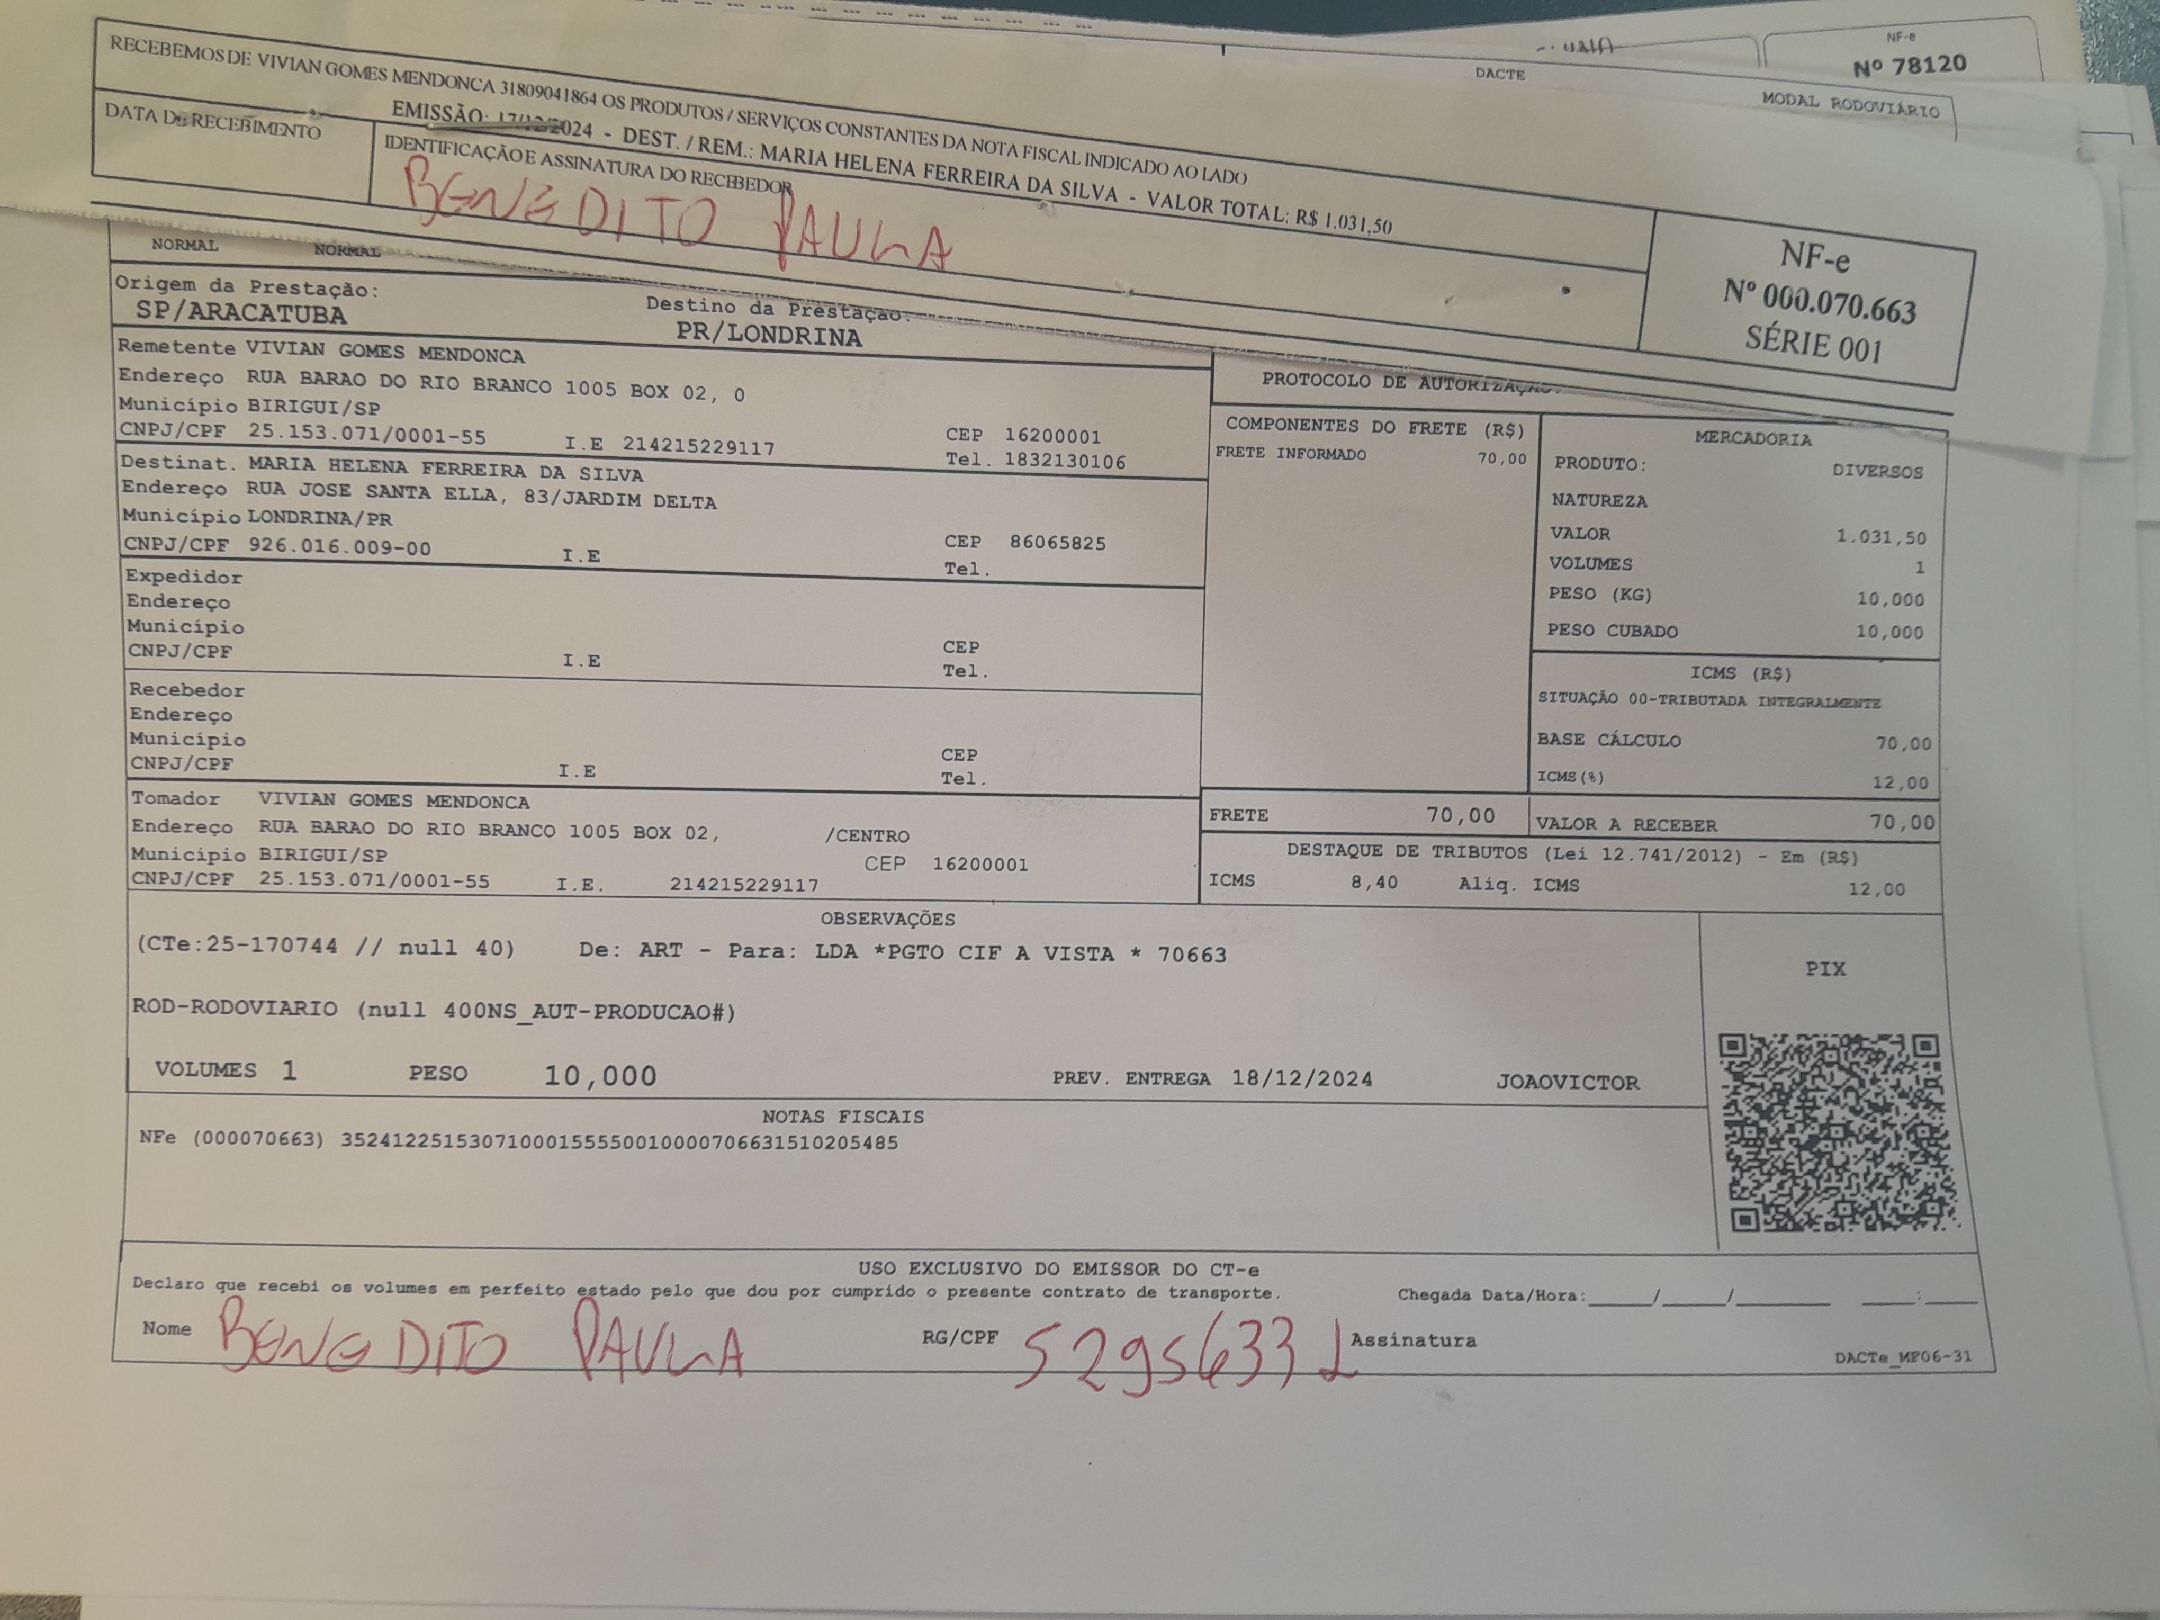 NF-e
Nº 78120
DACTE
MODAL RODOVIÁRIO
RECEBEMOS DE VIVIAN GOMES MENDONCA 31809041864 OS PRODUTOS / SERVIÇOS CONSTANTES DA NOTA FISCAL INDICADO AO LADO
EMISSÃO: 17/12/2024 - DEST. / REM.: MARIA HELENA FERREIRA DA SILVA - VALOR TOTAL: R$ 1.031,50
DATA DE RECEBIMENTO
IDENTIFICAÇÃO E ASSINATURA DO RECEBEDOR
BENEDITO PAULA
NF-e
Nº 000.070.663
SÉRIE 001
NORMAL NORMAL
Origem da Prestação:
SP/ARACATUBA
Destino da Prestação:
PR/LONDRINA
Remetente VIVIAN GOMES MENDONCA
Endereço RUA BARAO DO RIO BRANCO 1005 BOX 02, 0
Município BIRIGUI/SP
CNPJ/CPF 25.153.071/0001-55 I.E 214215229117
CEP 16200001
Tel. 1832130106
Destinat. MARIA HELENA FERREIRA DA SILVA
Endereço RUA JOSE SANTA ELLA, 83/JARDIM DELTA
Município LONDRINA/PR
CNPJ/CPF 926.016.009-00 I.E
CEP 86065825
Tel.
Expedidor
Endereço
Município
CNPJ/CPF I.E
CEP
Tel.
Recebedor
Endereço
Município
CNPJ/CPF I.E
CEP
Tel.
Tomador VIVIAN GOMES MENDONCA
Endereço RUA BARAO DO RIO BRANCO 1005 BOX 02, /CENTRO
Município BIRIGUI/SP CEP 16200001
CNPJ/CPF 25.153.071/0001-55 I.E. 214215229117
PROTOCOLO DE AUTORIZAÇÃO:
COMPONENTES DO FRETE (R$)
FRETE INFORMADO 70,00
MERCADORIA
PRODUTO: DIVERSOS
NATUREZA
VALOR 1.031,50
VOLUMES 1
PESO (KG) 10,000
PESO CUBADO 10,000
ICMS (R$)
SITUAÇÃO 00-TRIBUTADA INTEGRALMENTE
BASE CÁLCULO 70,00
ICMS(%) 12,00
FRETE 70,00 VALOR A RECEBER 70,00
DESTAQUE DE TRIBUTOS (Lei 12.741/2012) - Em (R$)
ICMS 8,40 Aliq. ICMS 12,00
OBSERVAÇÕES
(CTe:25-170744 // null 40) De: ART - Para: LDA *PGTO CIF A VISTA * 70663
ROD-RODOVIARIO (null 400NS_AUT-PRODUCAO#)
PIX
VOLUMES 1 PESO 10,000 PREV. ENTREGA 18/12/2024 JOAOVICTOR
NOTAS FISCAIS
NFe (000070663) 35241225153071000155550010000706631510205485
USO EXCLUSIVO DO EMISSOR DO CT-e
Declaro que recebi os volumes em perfeito estado pelo que dou por cumprido o presente contrato de transporte. Chegada Data/Hora:_____/_____/________ ____:____
Nome BENEDITO PAULA RG/CPF 52956331 Assinatura
DACTe_MF06-31